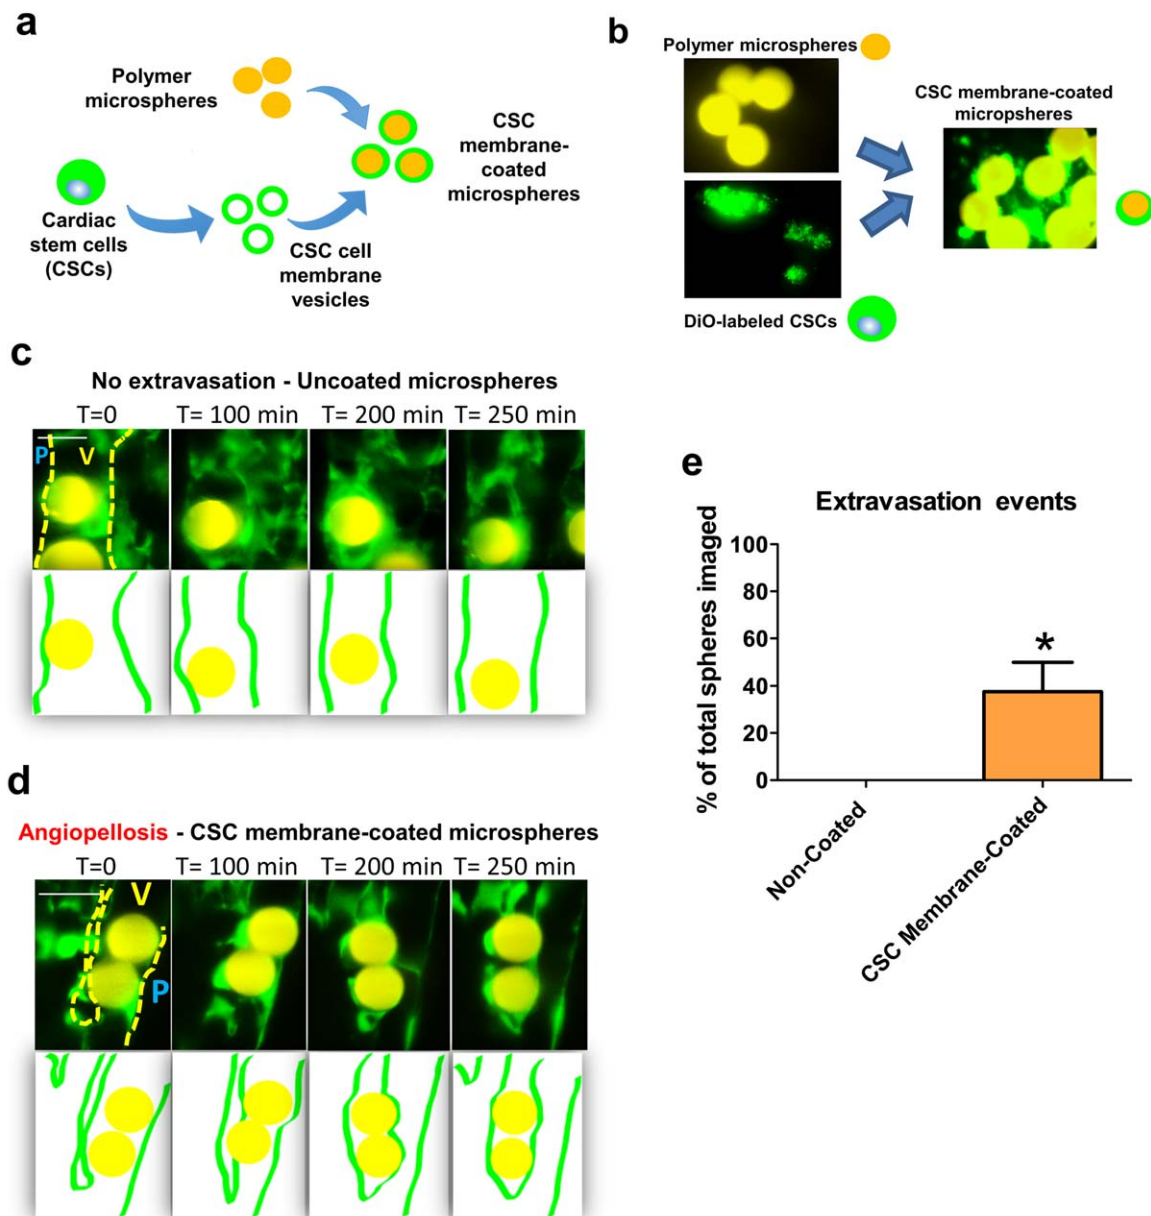 a
Polymer
microspheres
CSC
membrane-
coated
microspheres
Cardiac
stem cells
(CSCs)
CSC cell
membrane
vesicles
b
Polymer microspheres
CSC membrane-coated
micropsheres
DiO-labeled CSCs
c
No extravasation - Uncoated microspheres
T=0 T= 100 min T= 200 min T= 250 min
P V
d
Angiopellosis - CSC membrane-coated microspheres
T=0 T= 100 min T= 200 min T= 250 min
V
P
e
Extravasation events
% of total spheres imaged
100
80
60
40
20
0
*
Non-Coated
CSC Membrane-Coated